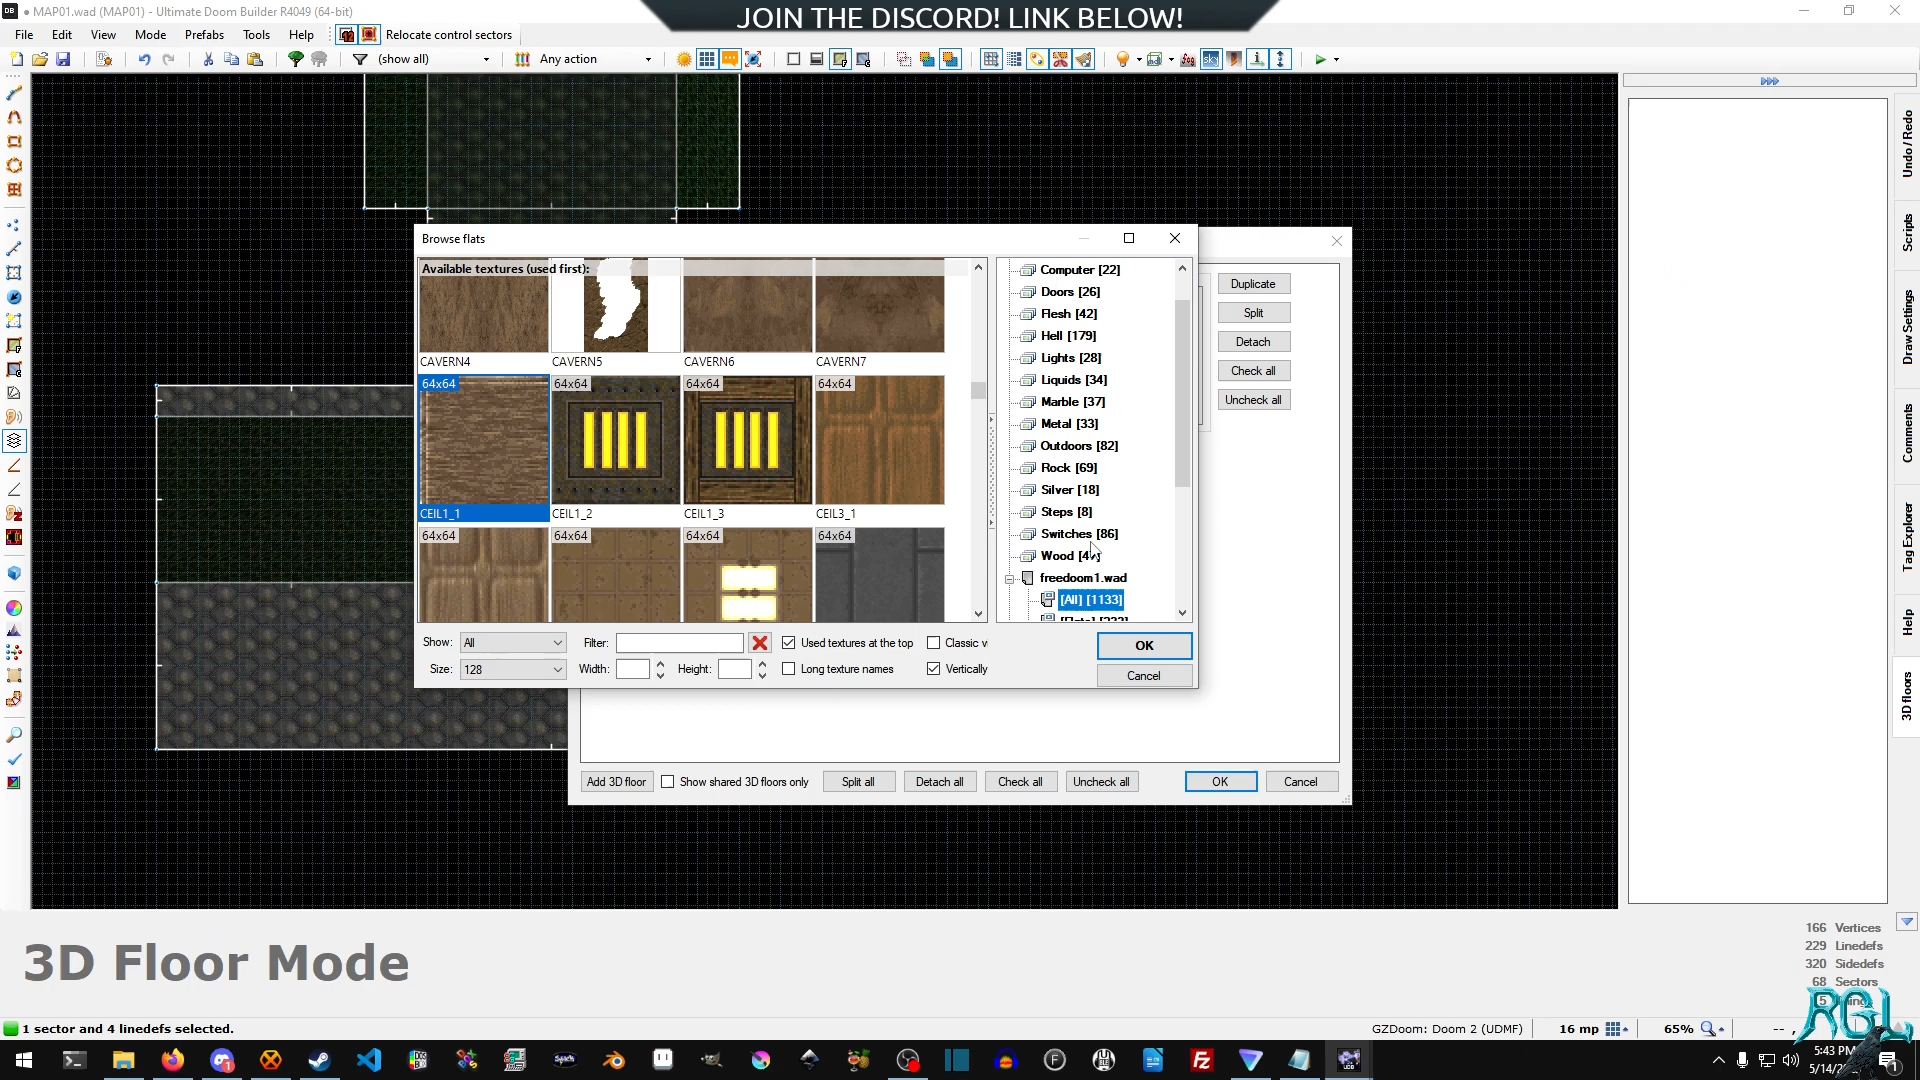 MAP01.wad (MAP01) - Ultimate Doom Builder R4049 (64-bit)
JOIN THE DISCORD! LINK BELOW!
File Edit View Mode Prefabs Tools Help Relocate control sectors
(show all) Any action
Browse flats
Available textures (used first):
CAVERN4 CAVERN5 CAVERN6 CAVERN7
64x64 64x64 64x64 64x64
CEIL1_1 CEIL1_2 CEIL1_3 CEIL3_1
64x64 64x64 64x64 64x64
Computer [22]
Doors [26]
Flesh [42]
Hell [179]
Lights [28]
Liquids [34]
Marble [37]
Metal [33]
Outdoors [82]
Rock [69]
Silver [18]
Steps [8]
Switches [86]
Wood
freedoom1.wad
[All] [1133]
Show: All Filter: Used textures at the top Classic vi
Size: 128 Width: Height: Long texture names Vertically
OK
Cancel
Duplicate
Split
Detach
Check all
Uncheck all
Add 3D floor Show shared 3D floors only Split all Detach all Check all Uncheck all OK Cancel
Undo / Redo
Scripts
Draw Settings
Comments
Tag Explorer
Help
3D floors
3D Floor Mode
166 Vertices
229 Linedefs
320 Sidedefs
68 Sectors
5
RGL
1 sector and 4 linedefs selected.
GZDoom: Doom 2 (UDMF) 16 mp 65% --,
5:43 PM
5/14/2